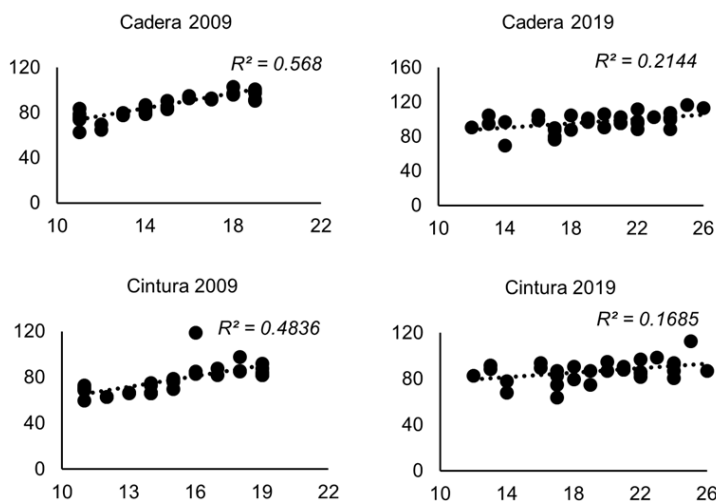 Cadera 2009
R² = 0.568
120
80
40
0
10 14 18 22
Cadera 2019
R² = 0.2144
160
120
80
40
0
10 14 18 22 26
Cintura 2009
R² = 0.4836
120
80
40
0
10 13 16 19 22
Cintura 2019
R² = 0.1685
160
120
80
40
0
10 14 18 22 26